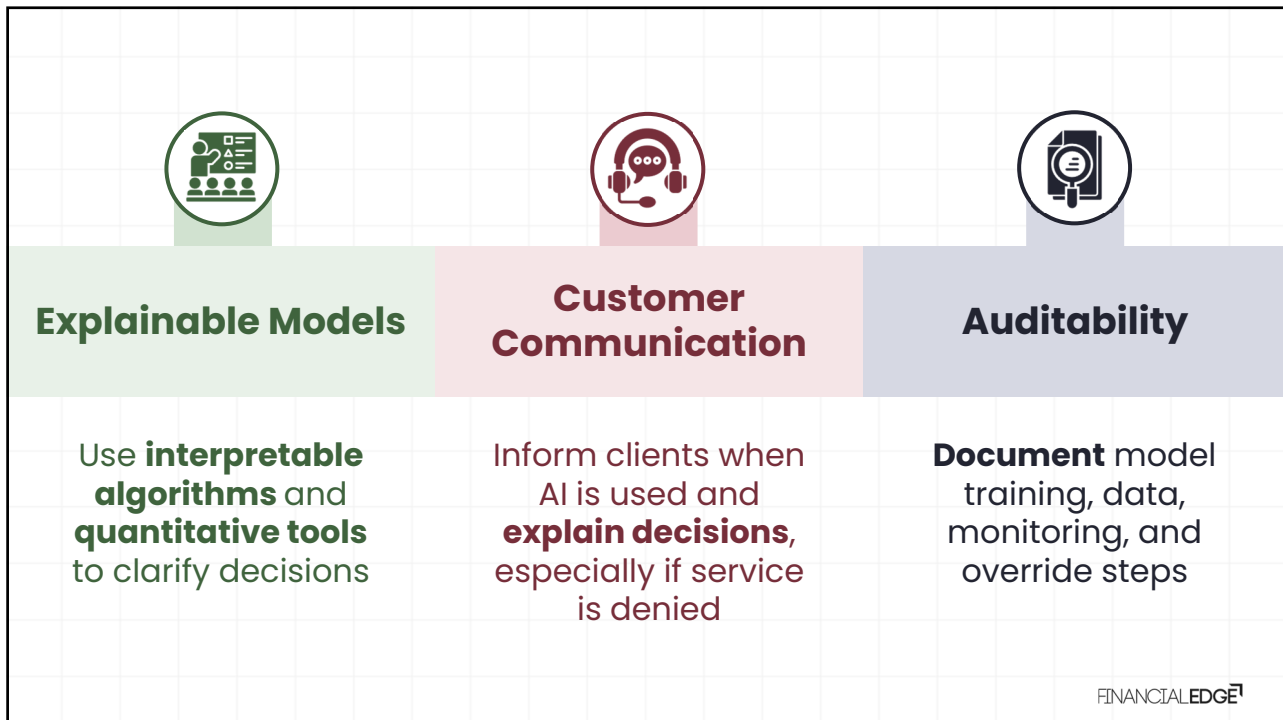 Explainable Models
Customer
Communication
Auditability
Use interpretable
algorithms and
quantitative tools
to clarify decisions
Inform clients when
AI is used and
explain decisions,
especially if service
is denied
Document model
training, data,
monitoring, and
override steps
FINANCIALEDGE